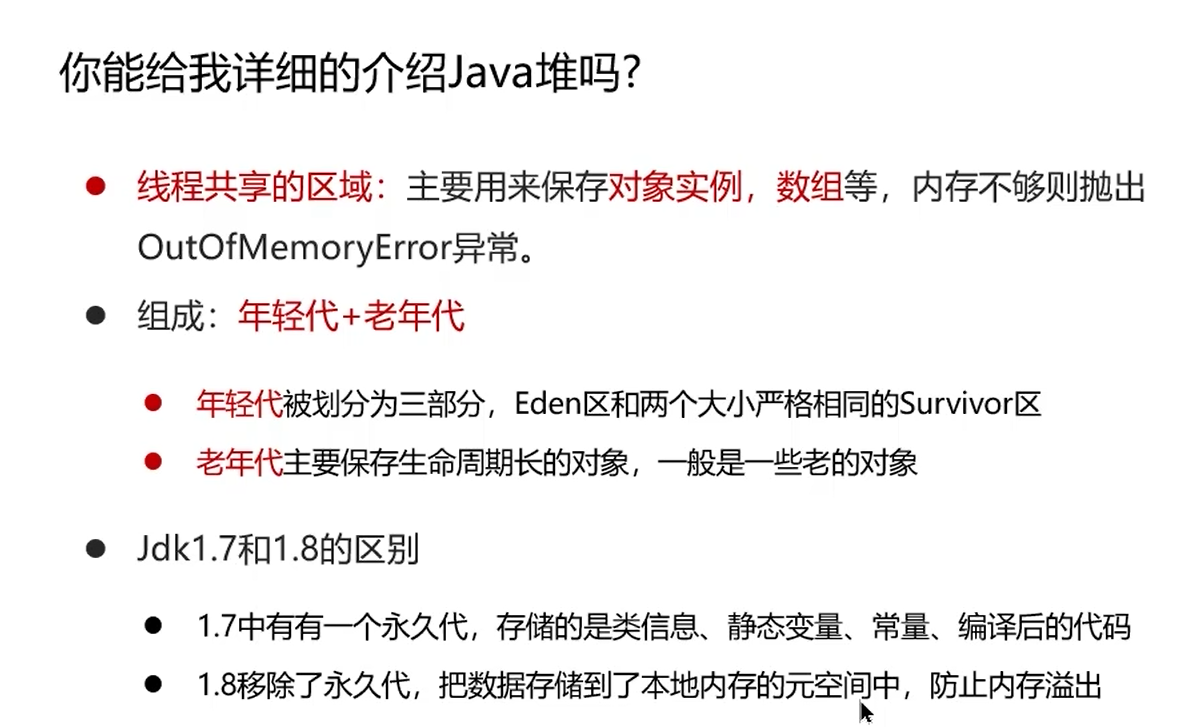 你能给我详细的介绍Java堆吗?
线程共享的区域：主要用来保存对象实例，数组等，内存不够则抛出
OutOfMemoryError异常。
组成：年轻代+老年代
年轻代被划分为三部分，Eden区和两个大小严格相同的Survivor区
老年代主要保存生命周期长的对象，一般是一些老的对象
Jdk1.7和1.8的区别
1.7中有有一个永久代，存储的是类信息、静态变量、常量、编译后的代码
1.8移除了永久代，把数据存储到了本地内存的元空间中，防止内存溢出